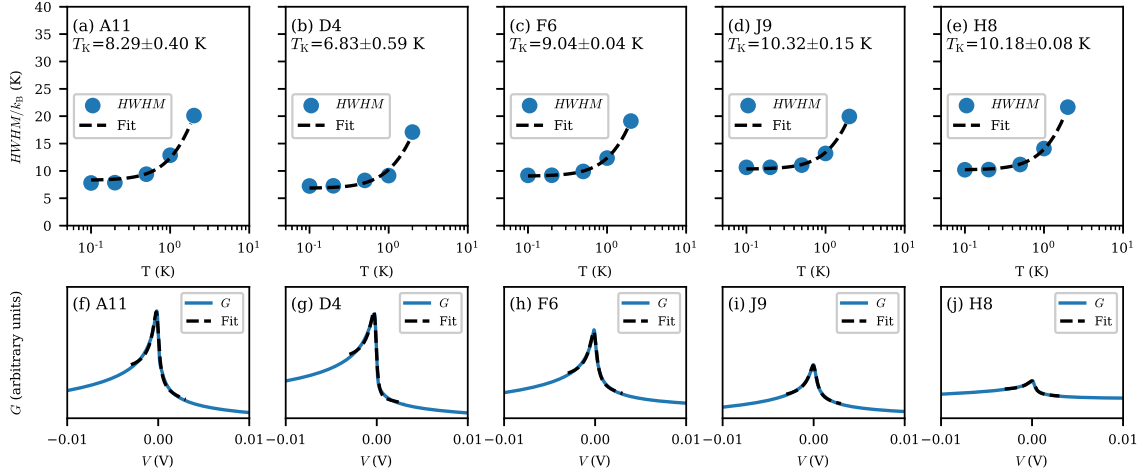 (a) A11
T_K=8.29±0.40 K
HWHM
Fit
HWHM/k_B (K)
40
35
30
25
20
15
10
5
0
10^-1
10^0
10^1
T (K)
(b) D4
T_K=6.83±0.59 K
HWHM
Fit
10^-1
10^0
10^1
T (K)
(c) F6
T_K=9.04±0.04 K
HWHM
Fit
10^-1
10^0
10^1
T (K)
(d) J9
T_K=10.32±0.15 K
HWHM
Fit
10^-1
10^0
10^1
T (K)
(e) H8
T_K=10.18±0.08 K
HWHM
Fit
10^-1
10^0
10^1
T (K)
(f) A11
G
Fit
G (arbitrary units)
−0.01
0.00
0.01
V (V)
(g) D4
G
Fit
−0.01
0.00
0.01
V (V)
(h) F6
G
Fit
−0.01
0.00
0.01
V (V)
(i) J9
G
Fit
−0.01
0.00
0.01
V (V)
(j) H8
G
Fit
−0.01
0.00
0.01
V (V)